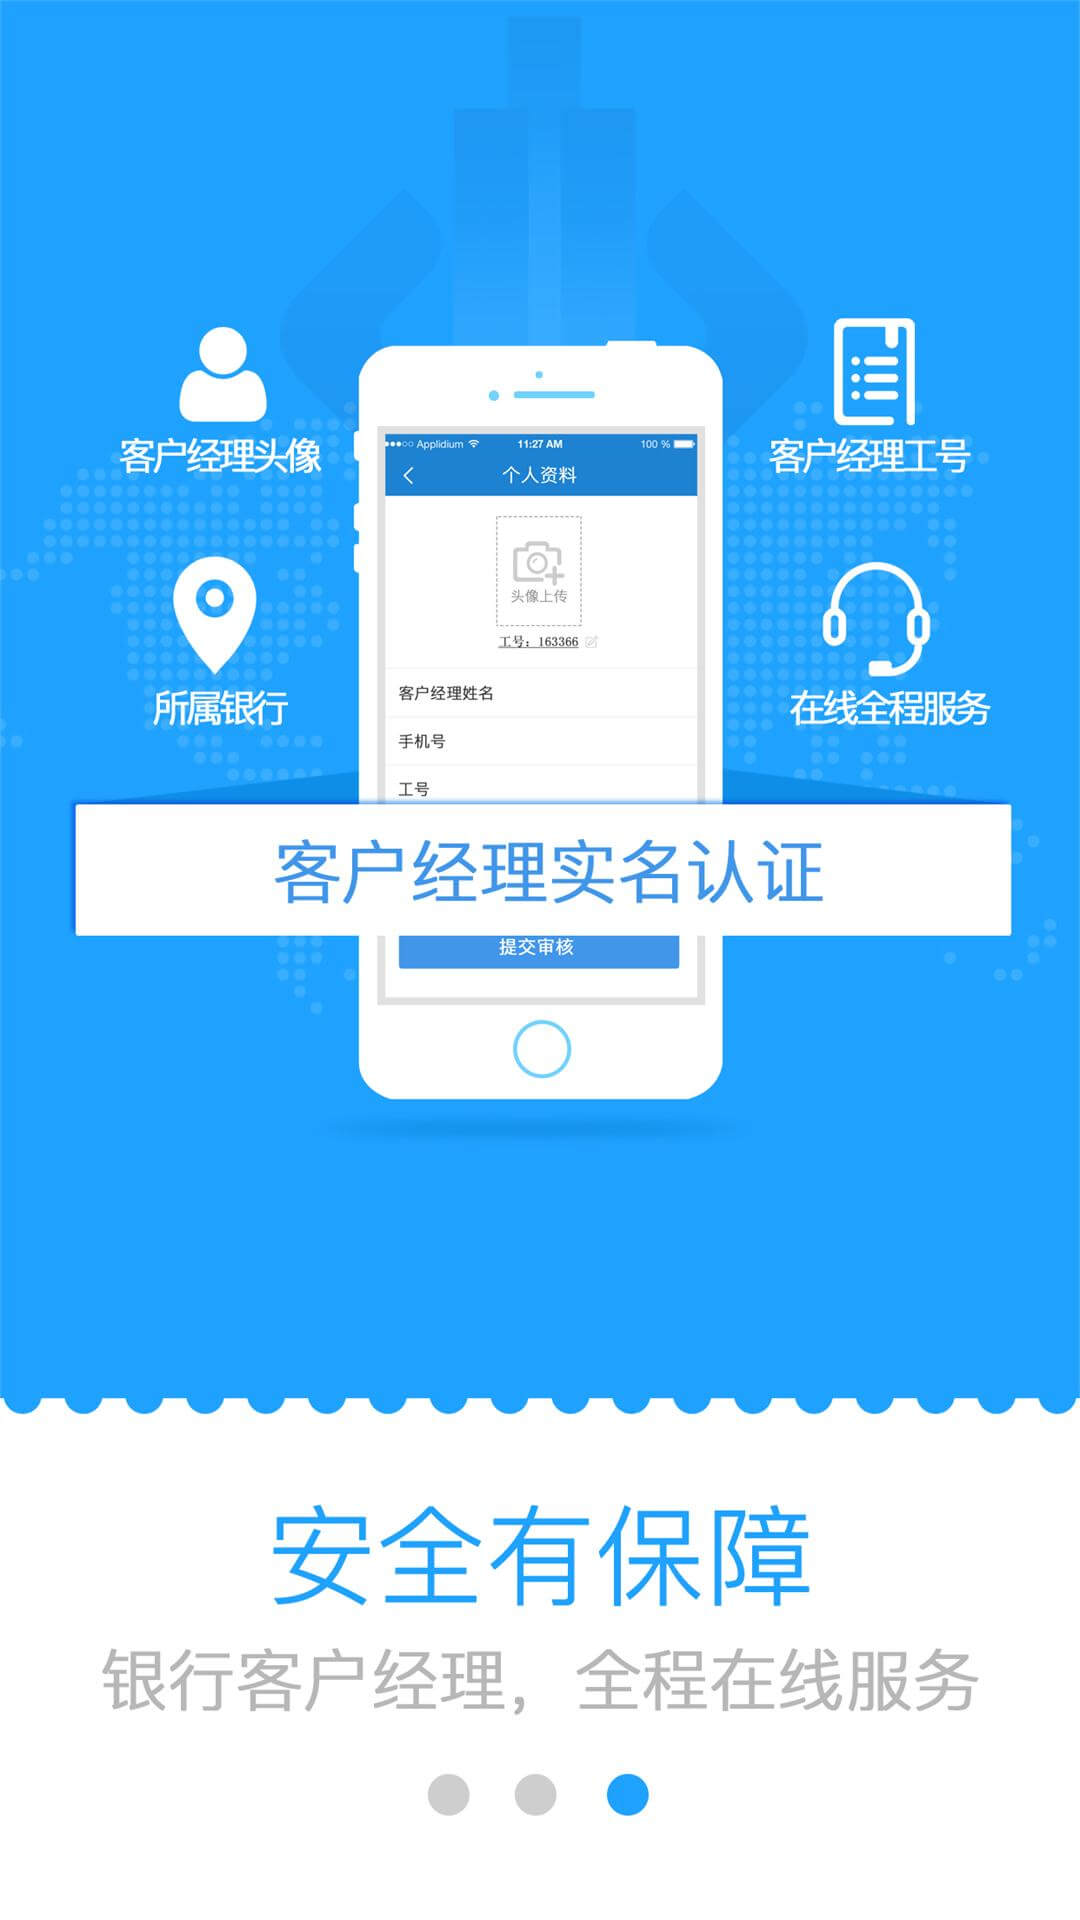 客户经理头像
客户经理工号
所属银行
在线全程服务
Applidium 11:27 AM 100 %
个人资料
头像上传
工号：163366
客户经理姓名
手机号
工号
客户经理实名认证
提交审核
安全有保障
银行客户经理，全程在线服务